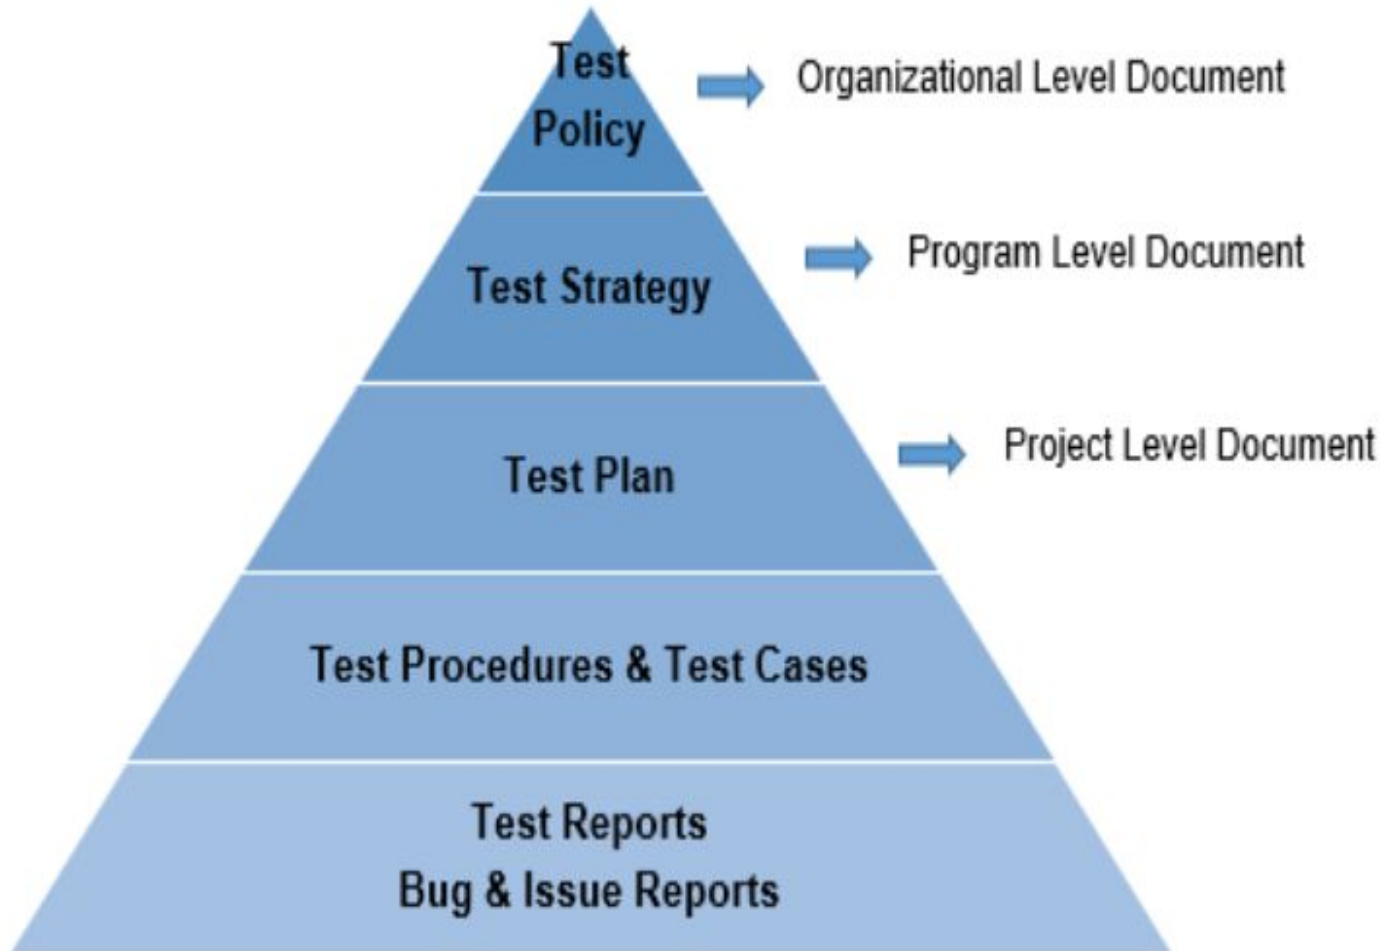 Test
Policy
Organizational Level Document
Test Strategy
Program Level Document
Test Plan
Project Level Document
Test Procedures & Test Cases
Test Reports
Bug & Issue Reports